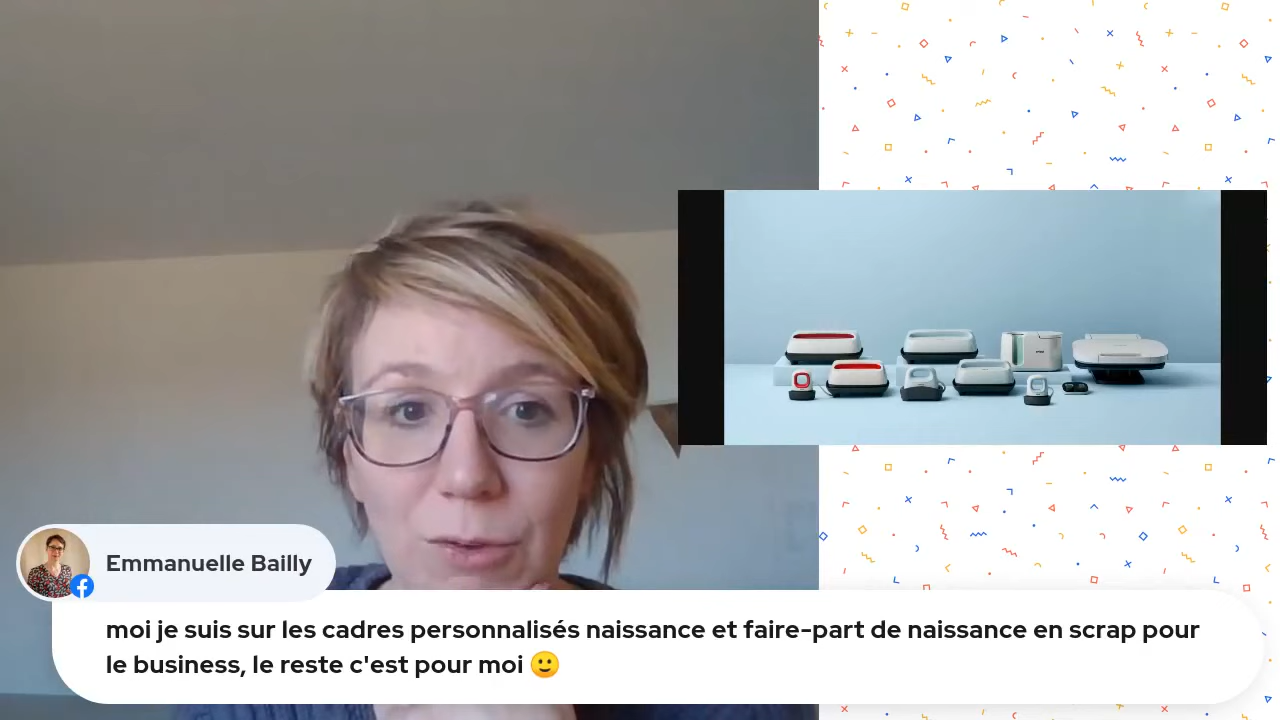 Emmanuelle Bailly
moi je suis sur les cadres personnalisés naissance et faire-part de naissance en scrap pour
le business, le reste c'est pour moi 🙂